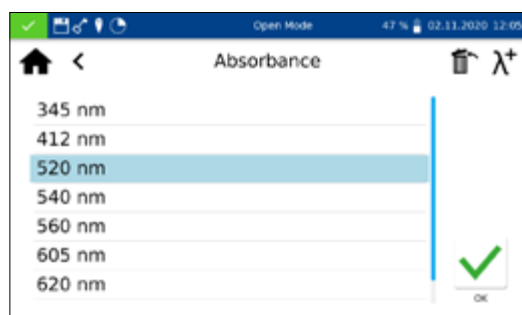 Open Mode 47 % 02.11.2020 12:05
< Absorbance λ+
345 nm
412 nm
520 nm
540 nm
560 nm
605 nm
620 nm
OK